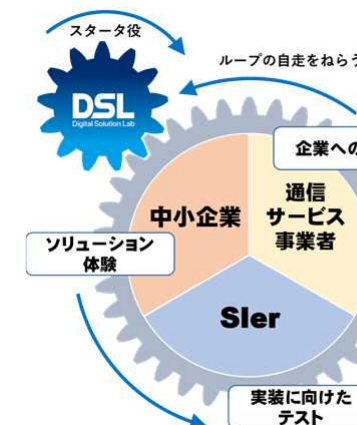 スタータ役
DSL
Digital Solution Lab
ループの自走をねらう
企業への
中小企業
通信
サービス
事業者
ソリューション
体験
SIer
実装に向けた
テスト